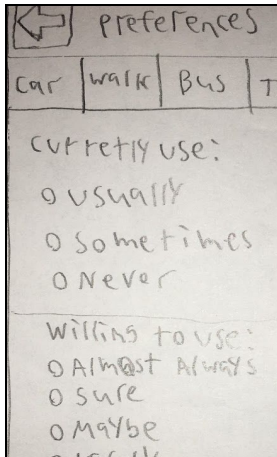 Preferences
Car Walk Bus T
Curretly use:
O Usually
O Sometimes
O Never
Willing to use:
O Almost Always
O Sure
O Maybe